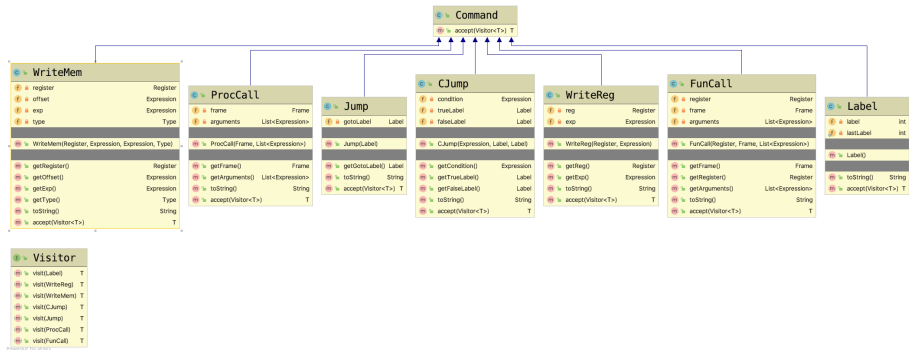 Command
accept(Visitor<T>) T
WriteMem
register Register
offset Expression
exp Expression
type Type
WriteMem(Register, Expression, Expression, Type)
getRegister() Register
getOffset() Expression
getExp() Expression
getType() Type
toString() String
accept(Visitor<T>) T
ProcCall
frame Frame
arguments List<Expression>
ProcCall(Frame, List<Expression>)
getFrame() Frame
getArguments() List<Expression>
toString() String
accept(Visitor<T>) T
Jump
gotoLabel Label
Jump(Label)
getGotoLabel() Label
toString() String
accept(Visitor<T>) T
CJump
condition Expression
trueLabel Label
falseLabel Label
CJump(Expression, Label, Label)
getCondition() Expression
getTrueLabel() Label
getFalseLabel() Label
toString() String
accept(Visitor<T>) T
WriteReg
reg Register
exp Expression
WriteReg(Register, Expression)
getReg() Register
getExp() Expression
toString() String
accept(Visitor<T>) T
FunCall
register Register
frame Frame
arguments List<Expression>
FunCall(Register, Frame, List<Expression>)
getFrame() Frame
getRegister() Register
getArguments() List<Expression>
toString() String
accept(Visitor<T>) T
Label
label int
lastLabel int
Label()
toString() String
accept(Visitor<T>) T
Visitor
visit(Label) T
visit(WriteReg) T
visit(WriteMem) T
visit(CJump) T
visit(Jump) T
visit(ProcCall) T
visit(FunCall) T